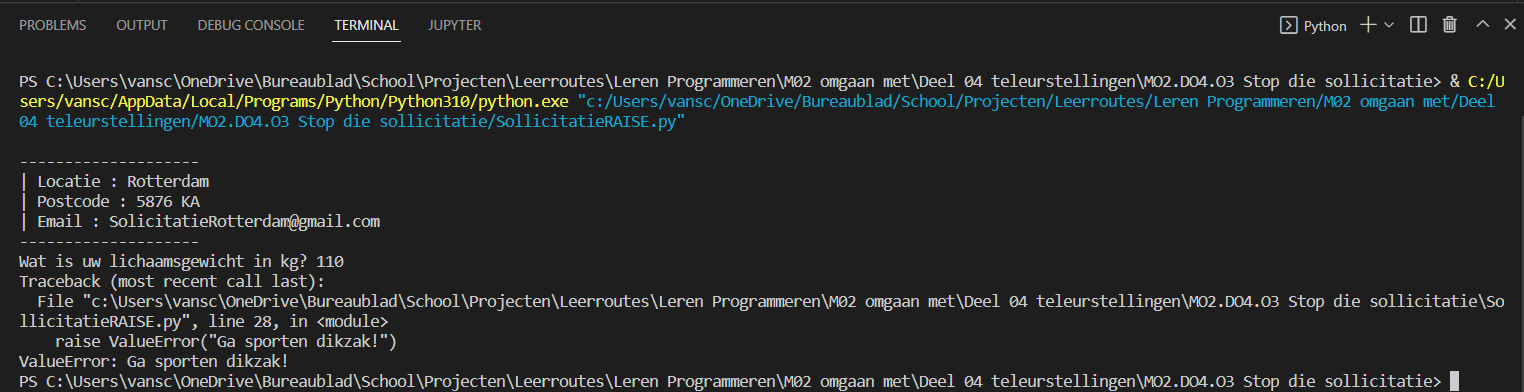 PROBLEMS OUTPUT DEBUG CONSOLE TERMINAL JUPYTER Python
PS C:\Users\vansc\OneDrive\Bureaublad\School\Projecten\Leerroutes\Leren Programmeren\M02 omgaan met\Deel 04 teleurstellingen\MO2.DO4.O3 Stop die sollicitatie> & C:/U
sers/vansc/AppData/Local/Programs/Python/Python310/python.exe "c:/Users/vansc/OneDrive/Bureaublad/School/Projecten/Leerroutes/Leren Programmeren/M02 omgaan met/Deel
04 teleurstellingen/MO2.DO4.O3 Stop die sollicitatie/SollicitatieRAISE.py"
--------------------
| Locatie : Rotterdam
| Postcode : 5876 KA
| Email : SolicitatieRotterdam@gmail.com
--------------------
Wat is uw lichaamsgewicht in kg? 110
Traceback (most recent call last):
  File "c:\Users\vansc\OneDrive\Bureaublad\School\Projecten\Leerroutes\Leren Programmeren\M02 omgaan met\Deel 04 teleurstellingen\MO2.DO4.O3 Stop die sollicitatie\So
llicitatieRAISE.py", line 28, in <module>
    raise ValueError("Ga sporten dikzak!")
ValueError: Ga sporten dikzak!
PS C:\Users\vansc\OneDrive\Bureaublad\School\Projecten\Leerroutes\Leren Programmeren\M02 omgaan met\Deel 04 teleurstellingen\MO2.DO4.O3 Stop die sollicitatie>